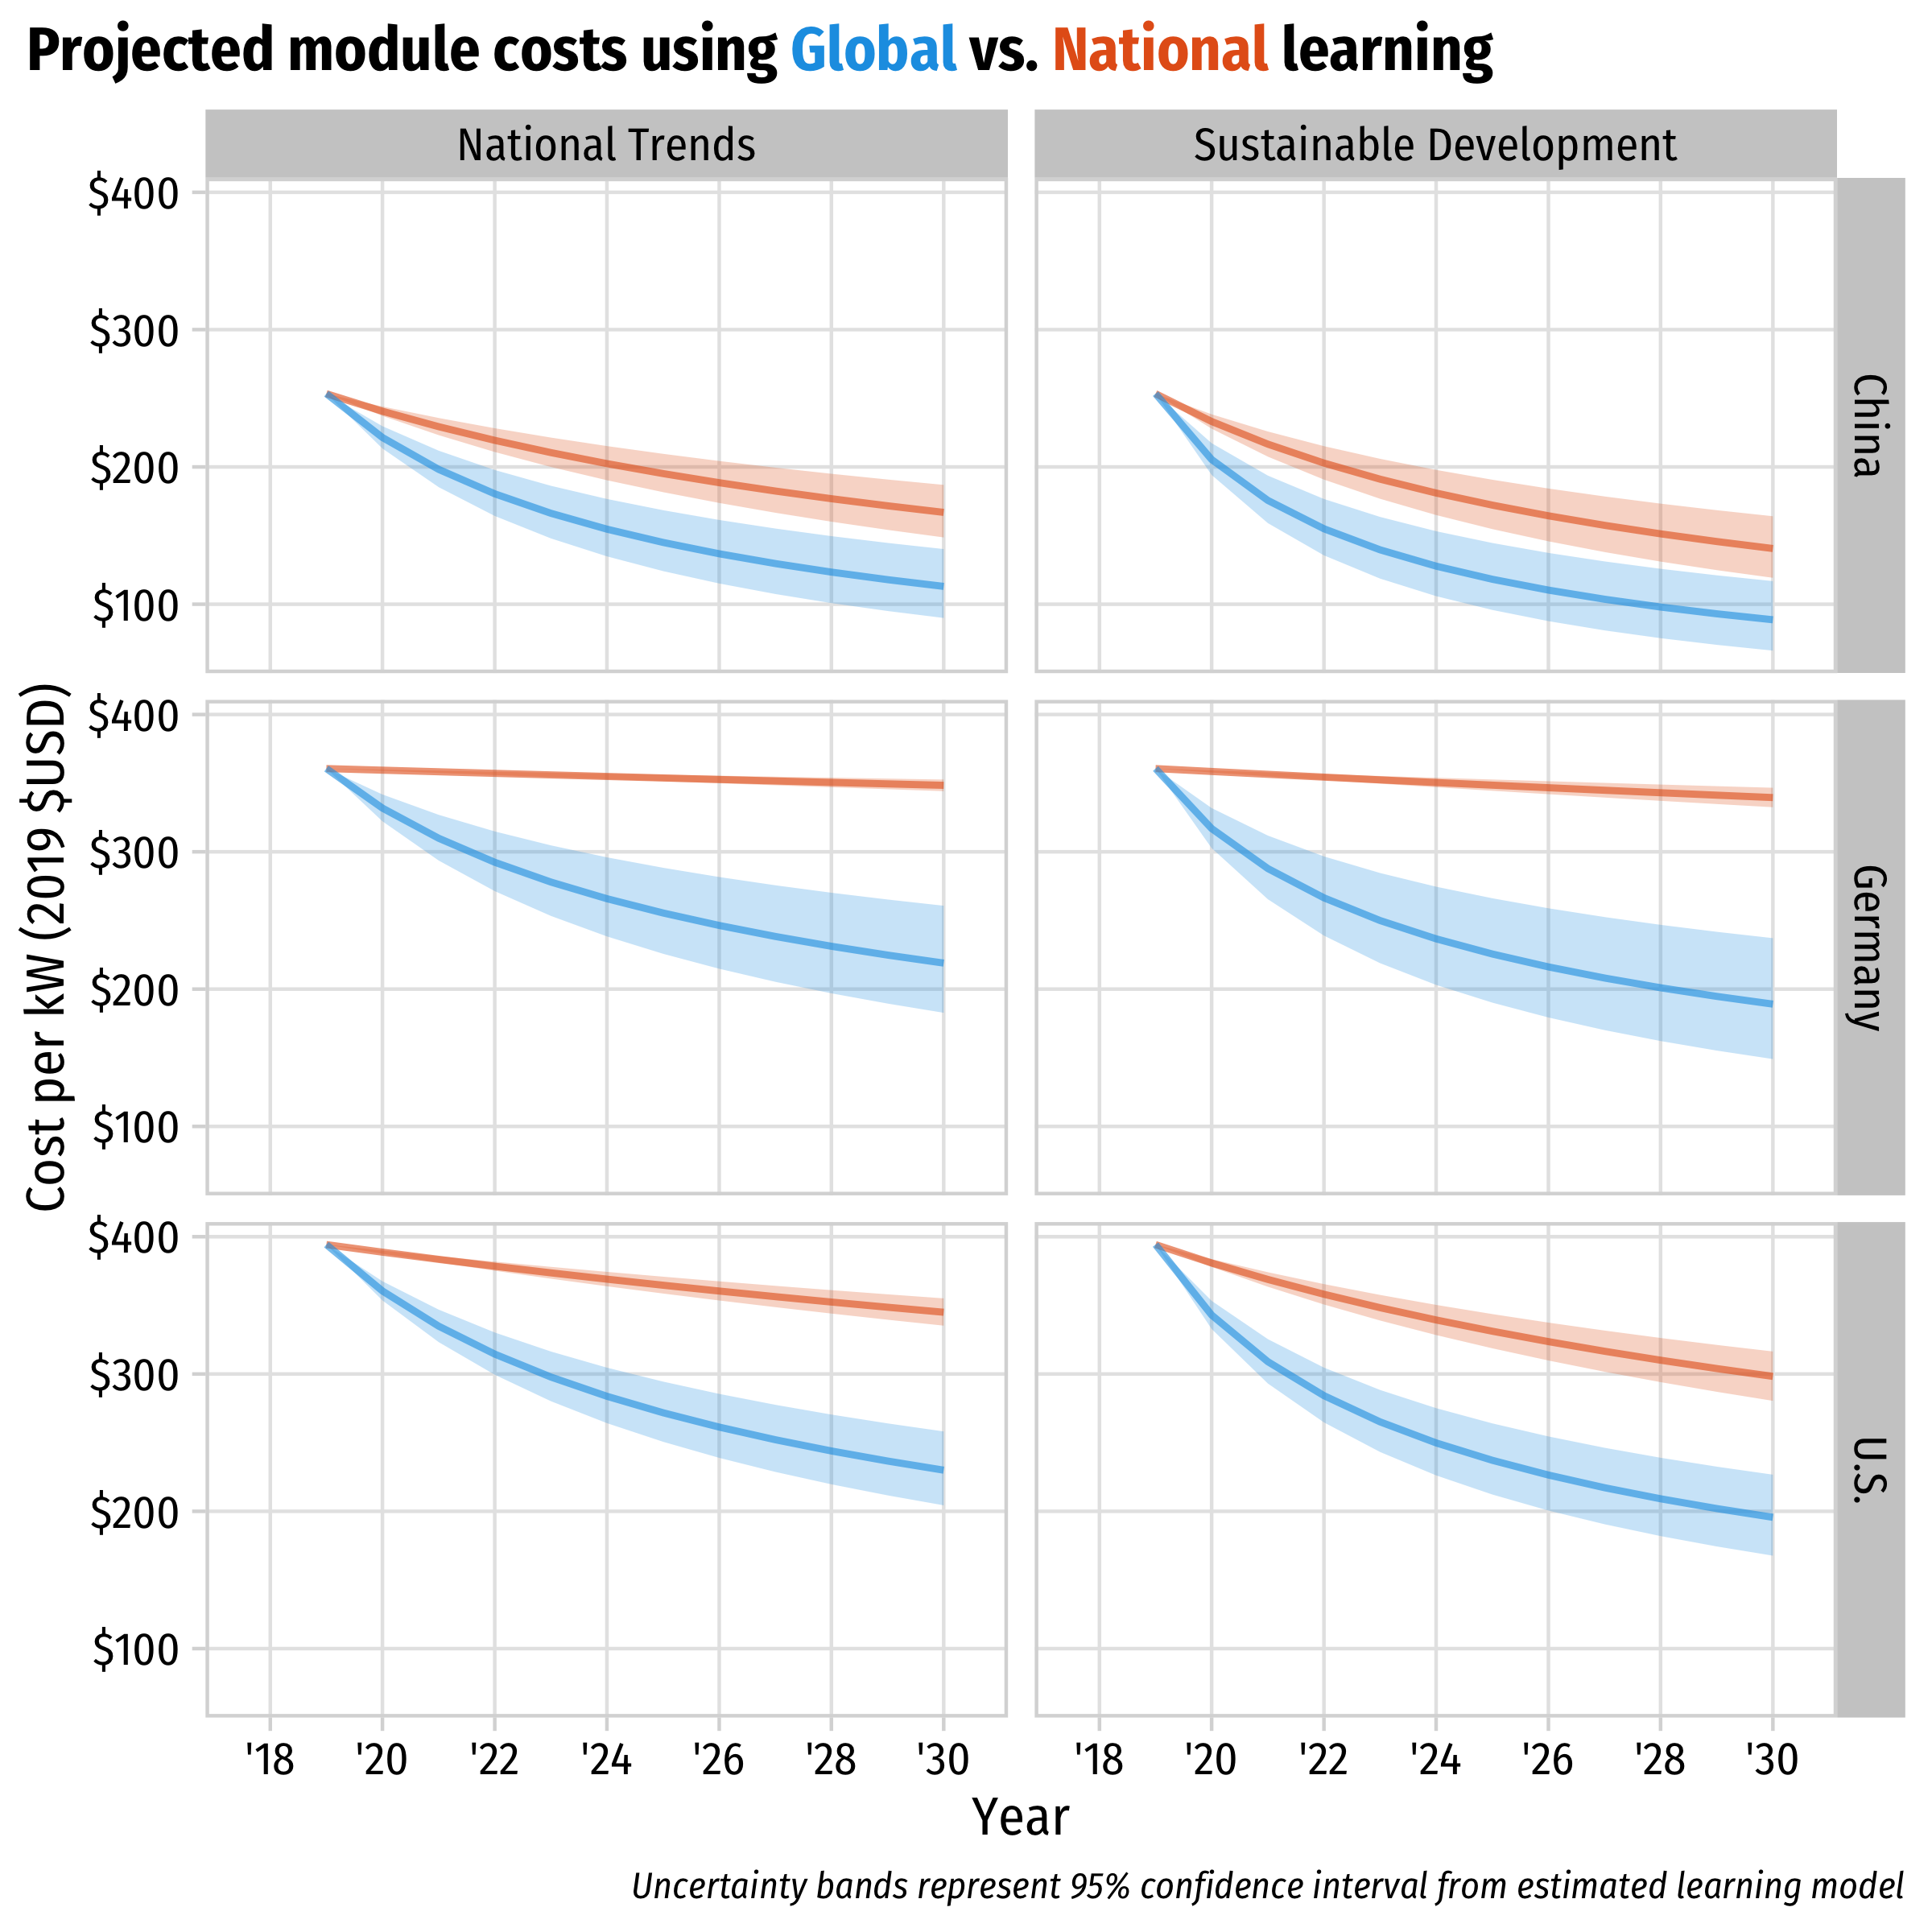 Projected module costs using Global vs. National learning
National Trends
Sustainable Development
$400
$300
$200
$100
China
Cost per kW (2019 $USD)
$400
$300
$200
$100
Germany
$400
$300
$200
$100
U.S.
'18 '20 '22 '24 '26 '28 '30
'18 '20 '22 '24 '26 '28 '30
Year
Uncertainty bands represent 95% confidence interval from estimated learning model